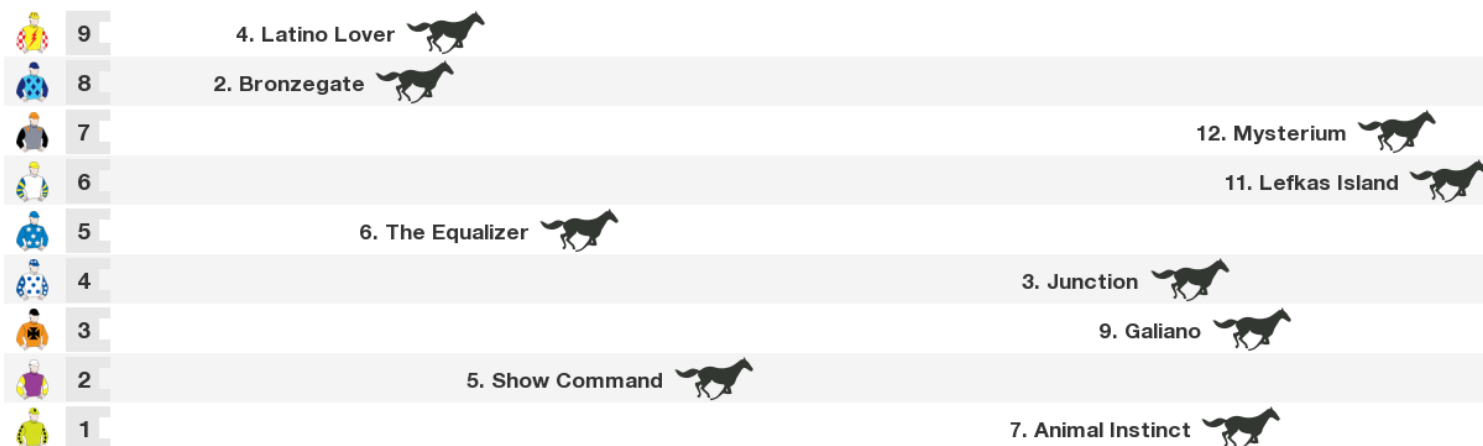 9 4. Latino Lover
8 2. Bronzegate
7 12. Mysterium
6 11. Lefkas Island
5 6. The Equalizer
4 3. Junction
3 9. Galiano
2 5. Show Command
1 7. Animal Instinct